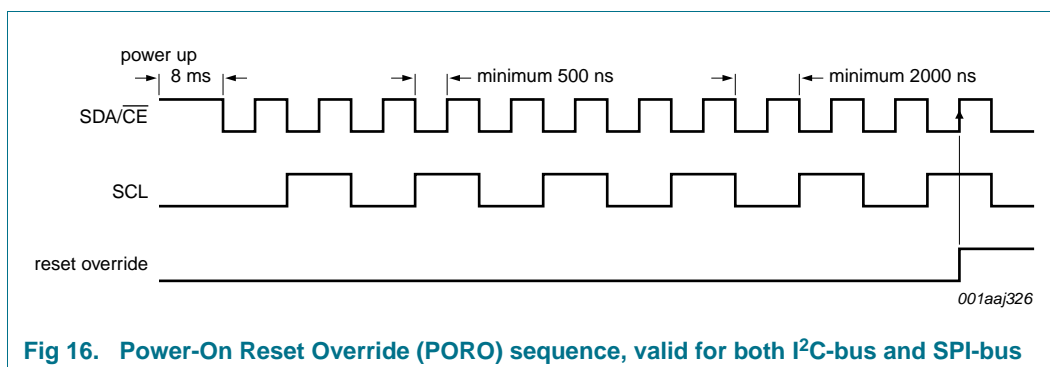 power up
8 ms
minimum 500 ns
minimum 2000 ns
SDA/CE
SCL
reset override
001aaj326
Fig 16. Power-On Reset Override (PORO) sequence, valid for both I²C-bus and SPI-bus